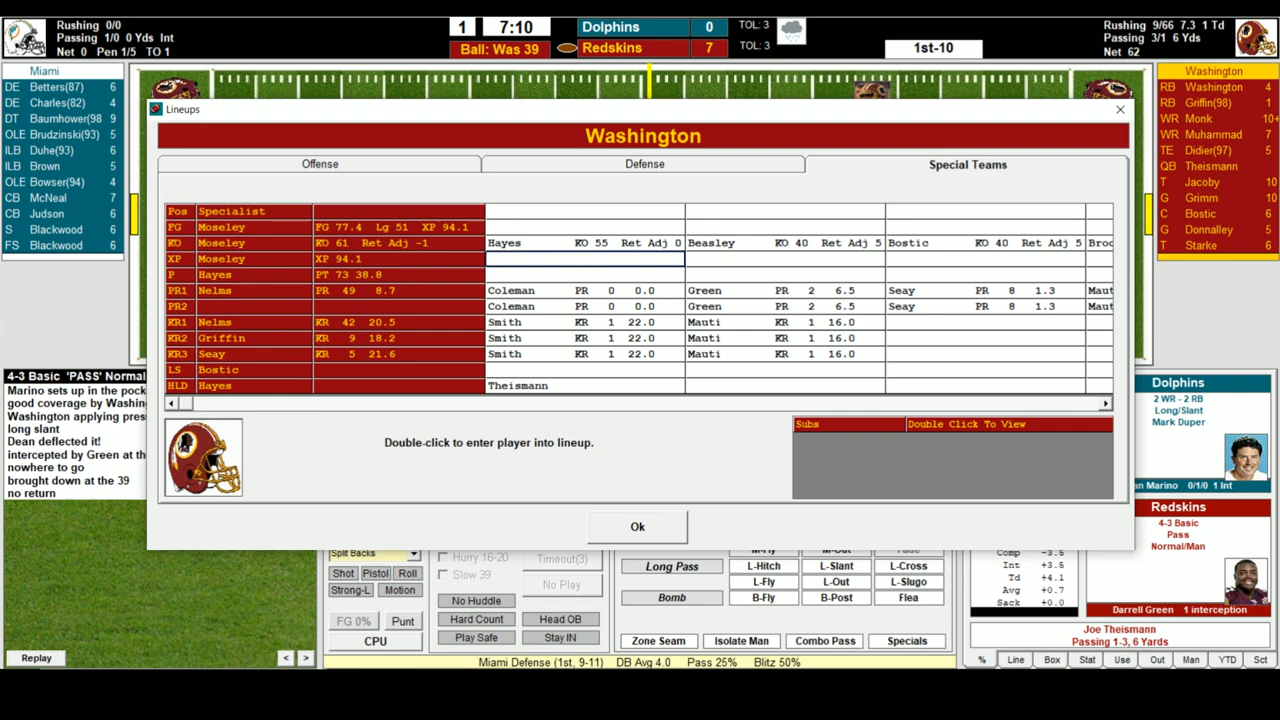 Rushing 0/0
Passing 1/0 0 Yds Int
Net 0 Pen 1/5 TO 1
1 7:10 Dolphins 0 TOL: 3
Ball: Was 39 Redskins 7 TOL: 3
1st-10
Rushing 9/66 7.3 1 Td
Passing 3/1 6 Yds
Net 62
Miami
DE Betters(87) 6
DE Charles(82) 4
DT Baumhower(98 9
OLE Brudzinski(93) 5
ILB Duhe(93) 6
ILB Brown 5
OLE Bowser(94) 4
CB McNeal 7
CB Judson 6
S Blackwood 6
FS Blackwood 6
Washington
RB Washington 4
RB Griffin(98) 1
WR Monk 10+
WR Muhammad 7
TE Didier(97) 5
QB Theismann
T Jacoby 10
G Grimm 10
C Bostic 6
G Donnalley 5
T Starke 6
Lineups
Washington
Offense Defense Special Teams
Pos Specialist
FG Moseley FG 77.4 Lg 51 XP 94.1
KO Moseley KO 61 Ret Adj -1 Hayes KO 55 Ret Adj 0 Beasley KO 40 Ret Adj 5 Bostic KO 40 Ret Adj 5 Bro
XP Moseley XP 94.1
P Hayes PT 73 38.8
PR1 Nelms PR 49 8.7 Coleman PR 0 0.0 Green PR 2 6.5 Seay PR 8 1.3 Maut
PR2 Coleman PR 0 0.0 Green PR 2 6.5 Seay PR 8 1.3 Maut
KR1 Nelms KR 42 20.5 Smith KR 1 22.0 Mauti KR 1 16.0
KR2 Griffin KR 9 18.2 Smith KR 1 22.0 Mauti KR 1 16.0
KR3 Seay KR 5 21.6 Smith KR 1 22.0 Mauti KR 1 16.0
LS Bostic
HLD Hayes Theismann
Double-click to enter player into lineup.
Subs Double Click To View
Ok
4-3 Basic 'PASS' Normal
Marino sets up in the pock
good coverage by Washin
Washington applying pres
long slant
Dean deflected it!
intercepted by Green at th
nowhere to go
brought down at the 39
no return
Replay < >
Split Backs
Shot Pistol Roll
Strong-L Motion
FG 0% Punt
CPU
Hurry 16-20 Timeout(3)
Slow 39 No Play
No Huddle
Hard Count Head OB
Play Safe Stay IN
Long Pass L-Hitch L-Slant L-Cross
L-Fly L-Out L-Slugo
Bomb B-Fly B-Post Flea
Zone Seam Isolate Man Combo Pass Specials
Miami Defense (1st, 9-11) DB Avg 4.0 Pass 25% Blitz 50%
Dolphins
2 WR - 2 RB
Long/Slant
Mark Duper
an Marino 0/1/0 1 Int
Redskins
4-3 Basic
Pass
Normal/Man
Comp -3.5
Int +3.5
Td +4.1
Avg +0.7
Sack +0.0
Darrell Green 1 interception
Joe Theismann
Passing 1-3, 6 Yards
% Line Box Stat Use Out Man YTD Sct